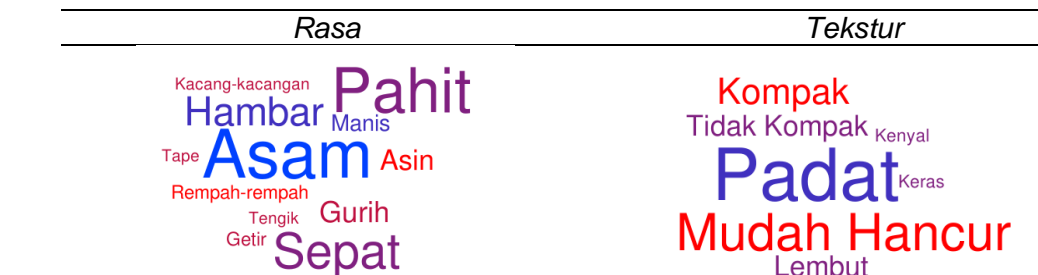 Rasa Tekstur
Kacang-kacangan Pahit
Hambar Manis
Asam
Tape Asin
Rempah-rempah
Tengik Gurih
Getir Sepat
Kompak
Tidak Kompak Kenyal
Padat Keras
Mudah Hancur
Lembut